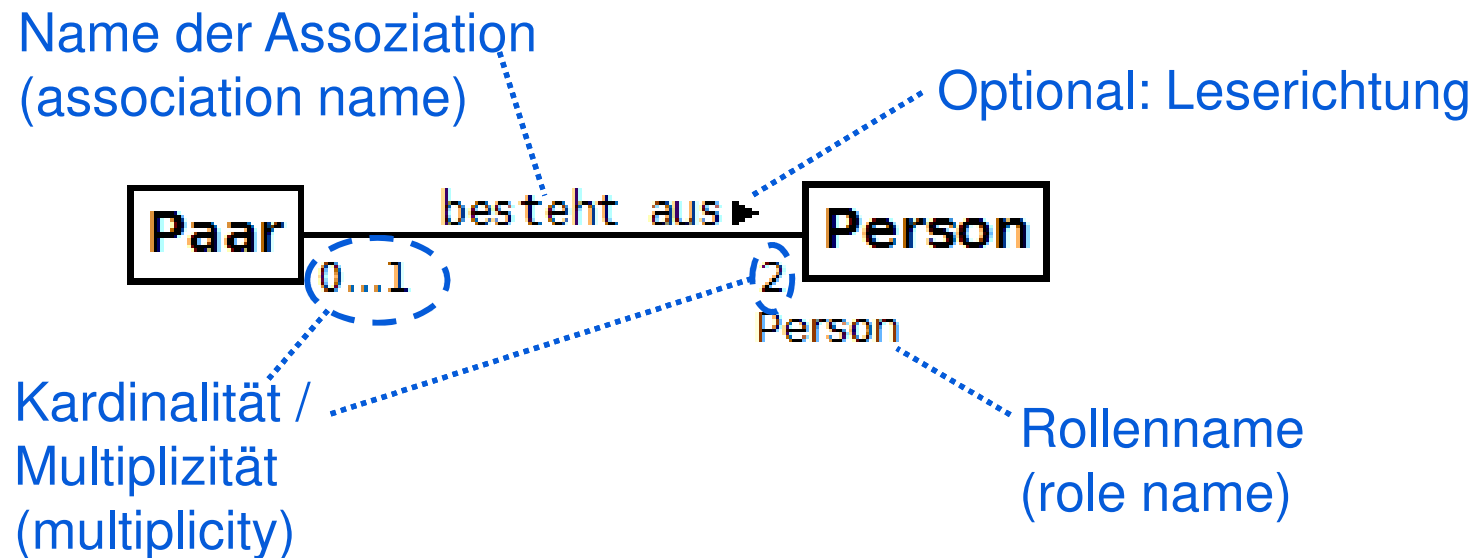 Name der Assoziation
(association name)
Optional: Leserichtung
besteht aus
Paar
Person
0...1
2
Person
Kardinalität /
Multiplizität
(multiplicity)
Rollenname
(role name)